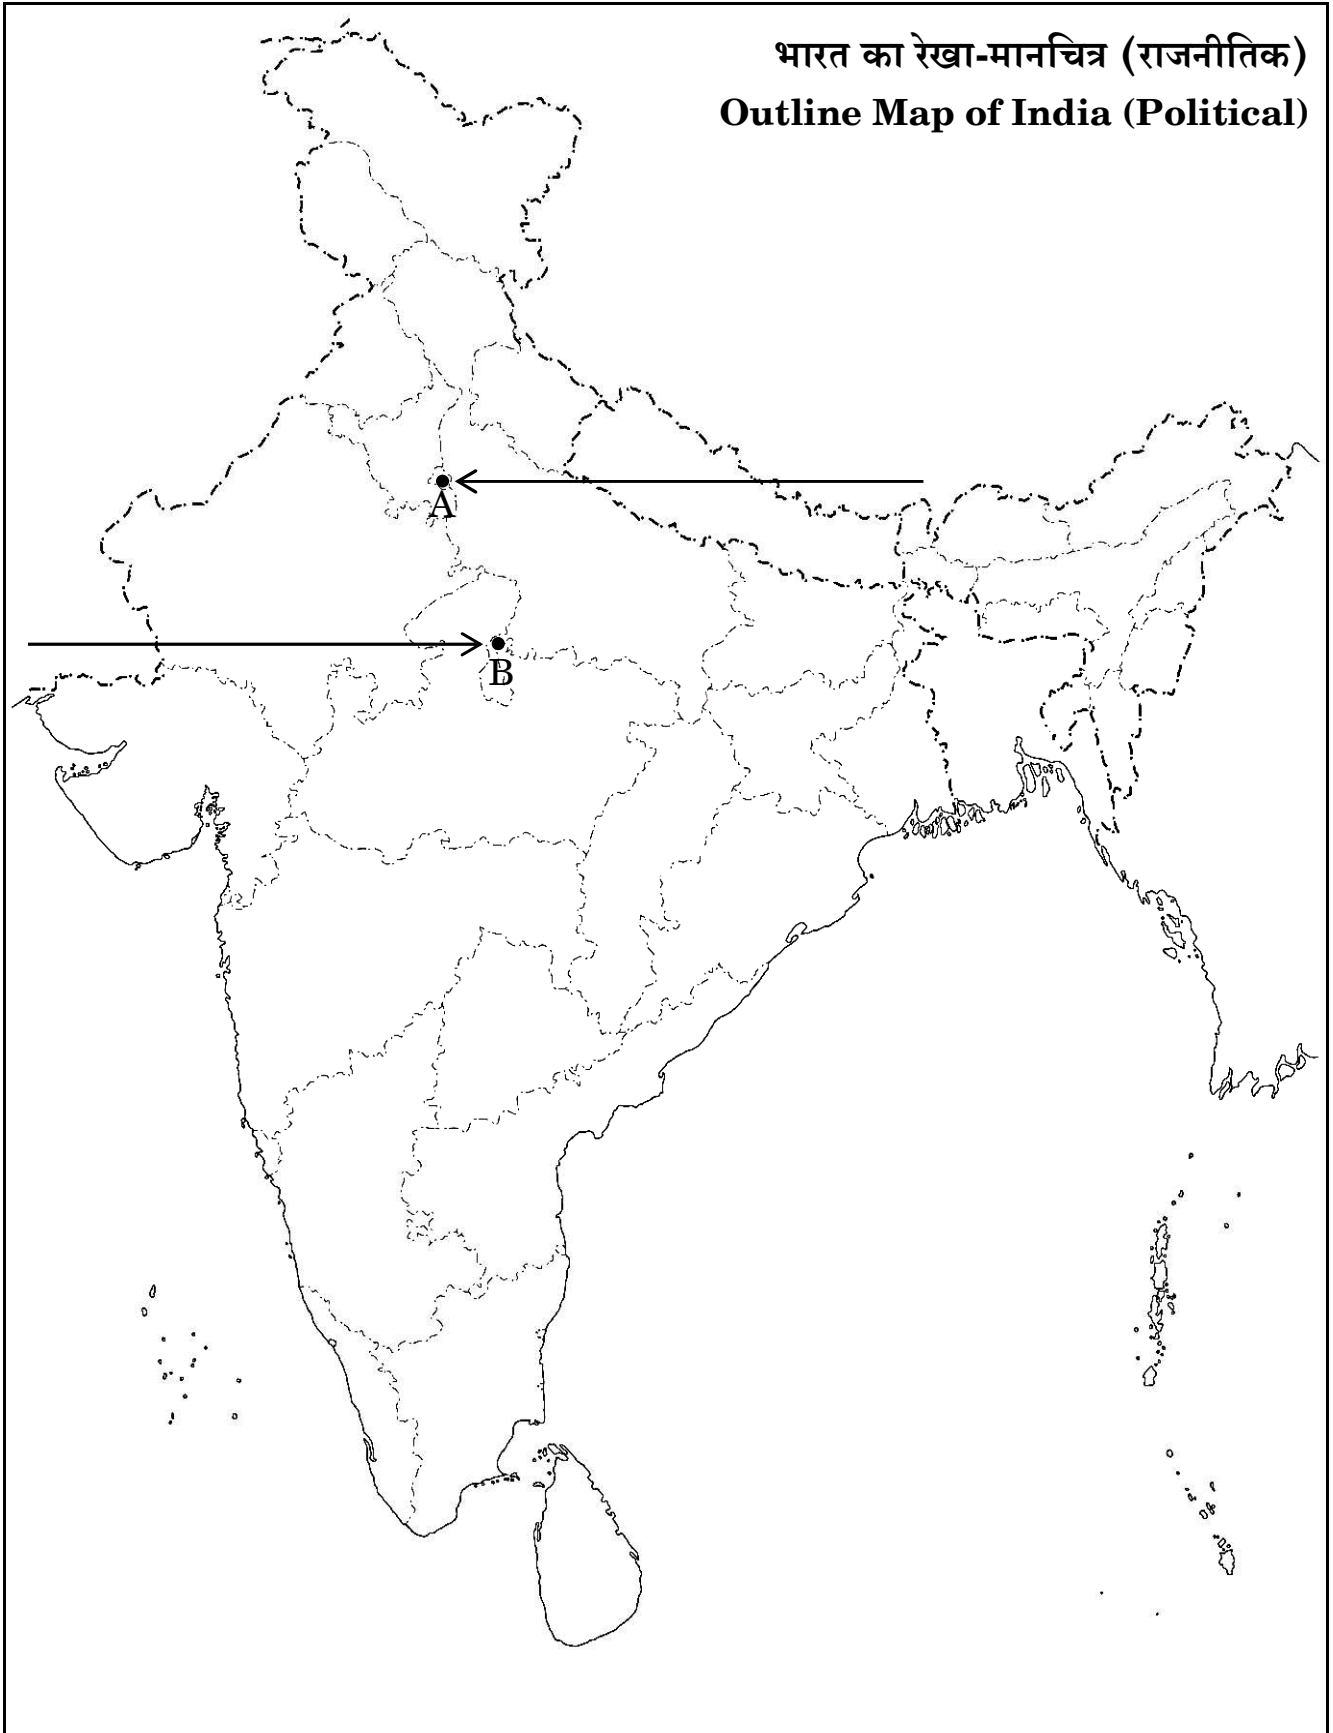 भारत का रेखा-मानचित्र (राजनीतिक)
Outline Map of India (Political)
A
B